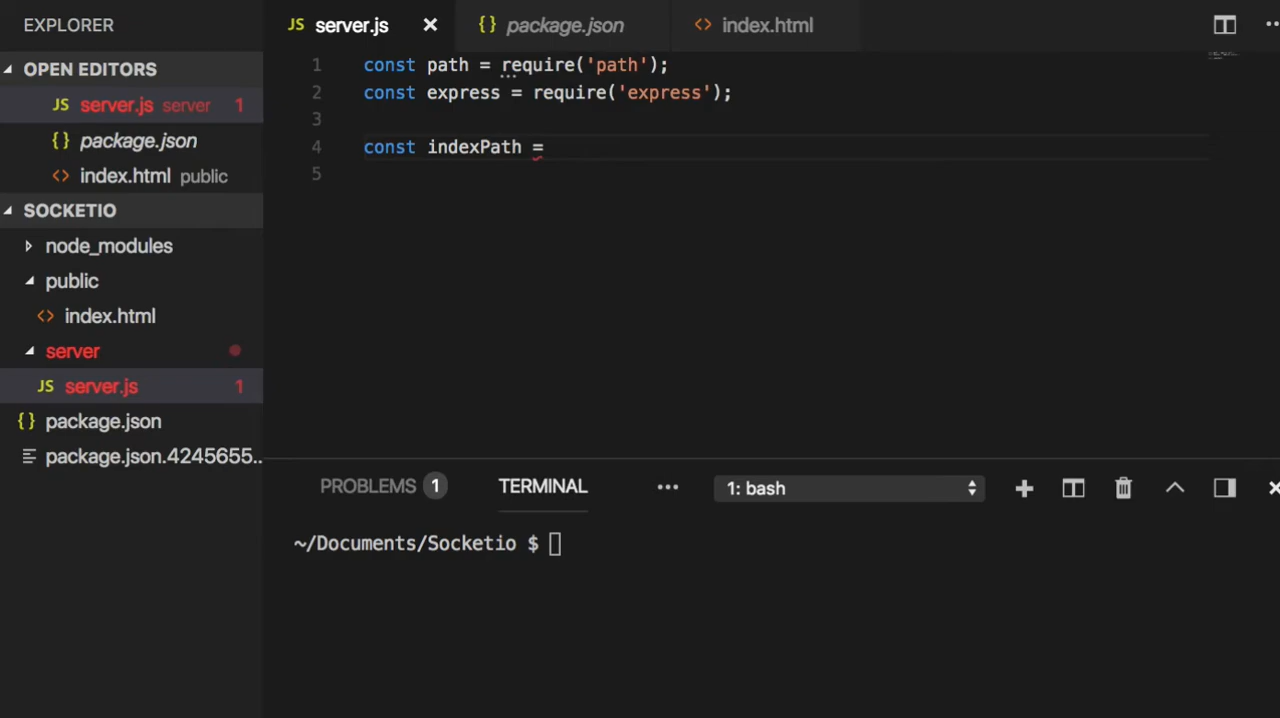 EXPLORER
JS server.js ×
{} package.json
<> index.html
OPEN EDITORS
JS server.js server 1
{} package.json
<> index.html public
SOCKETIO
node_modules
public
<> index.html
server
JS server.js 1
{} package.json
package.json.4245655...
1 const path = require('path');
2 const express = require('express');
3
4 const indexPath =
5
PROBLEMS 1
TERMINAL
...
1: bash
~/Documents/Socketio $